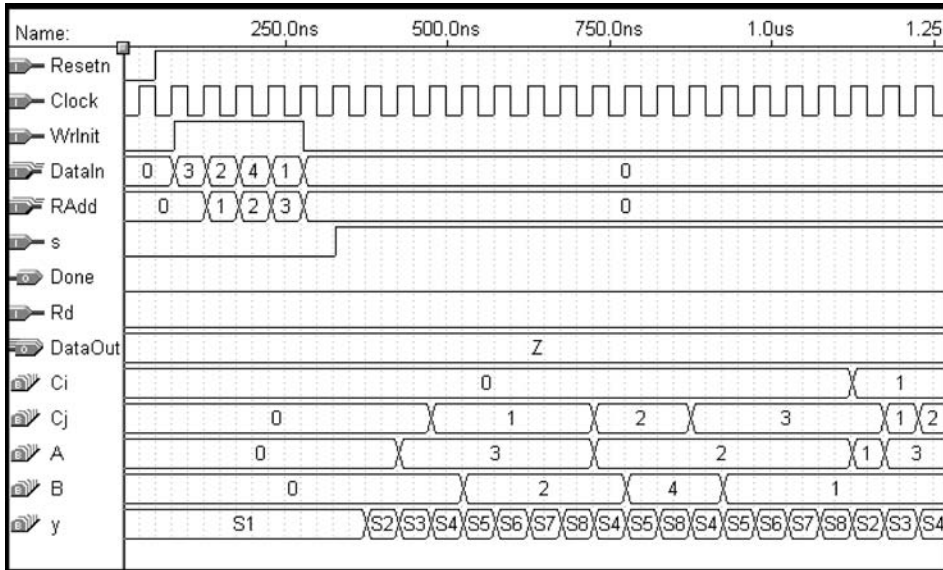 Name: 250.0ns 500.0ns 750.0ns 1.0us 1.25
Resetn
Clock
WrInit
DataIn 0 3 2 4 1 0
RAdd 0 1 2 3 0
s
Done
Rd
DataOut Z
Ci 0 1
Cj 0 1 2 3 1 2
A 0 3 2 1 3
B 0 2 4 1
y S1 S2 S3 S4 S5 S6 S7 S8 S4 S5 S8 S4 S5 S6 S7 S8 S2 S3 S4